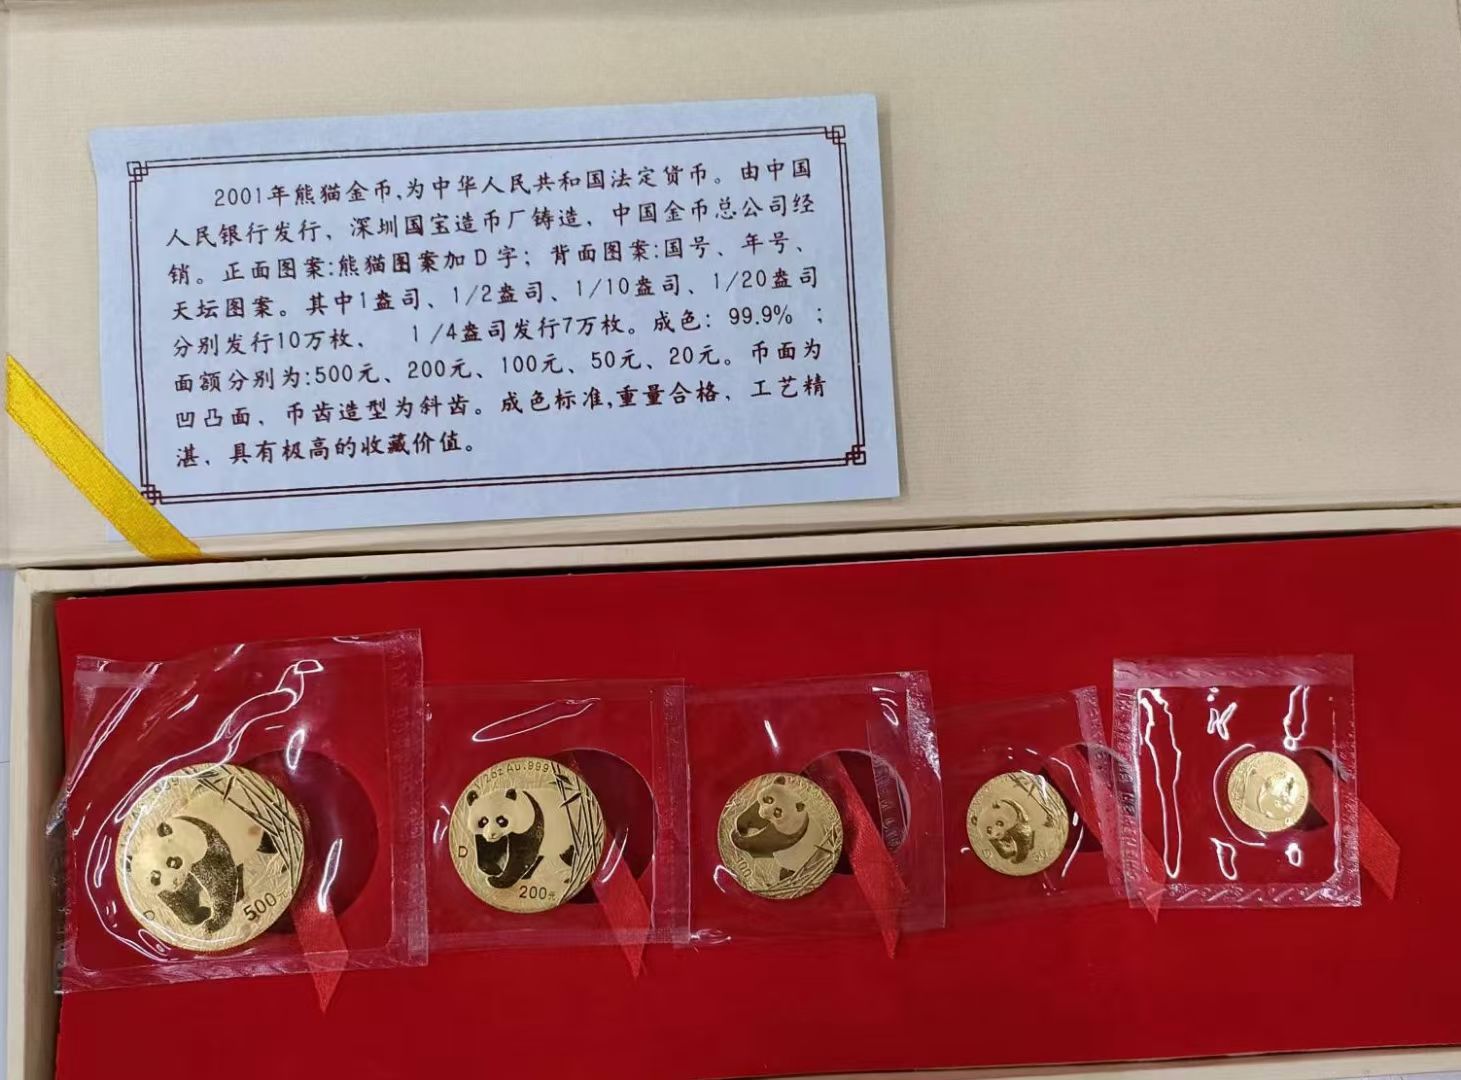 2001年熊猫金币,为中华人民共和国法定货币。由中国
人民银行发行、深圳国宝造币厂铸造、中国金币总公司经
销。正面图案:熊猫图案加D字；背面图案:国号、年号、
天坛图案。其中1盎司、1/2盎司、1/10盎司、1/20盎司
分别发行10万枚、 1/4盎司发行7万枚。成色：99.9% ；
面额分别为:500元、200元、100元、50元、20元。币面为
凹凸面、币齿造型为斜齿。成色标准,重量合格、工艺精
湛、具有极高的收藏价值。
D
500元
1/2oz Au.999
D
200元
100
50